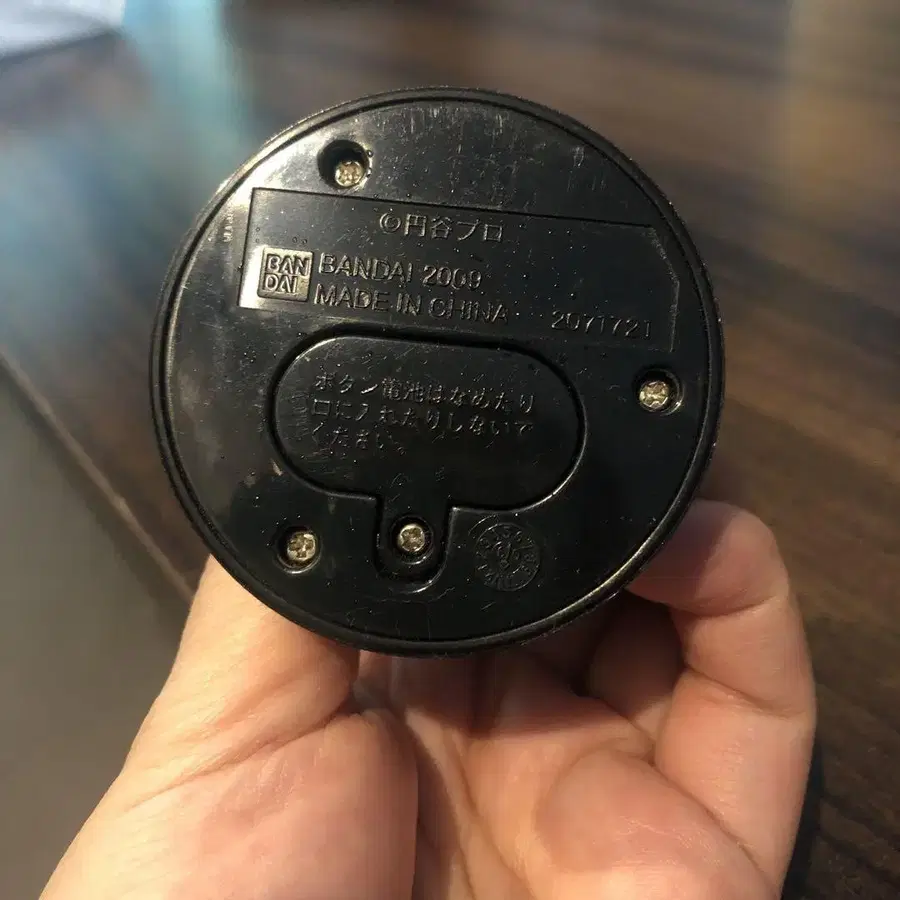 ©円谷プロ
BAN
DAI
BANDAI 2009
MADE IN CHINA 2071721
ボタン電池はなめたり
口に入れたりしないで
ください。